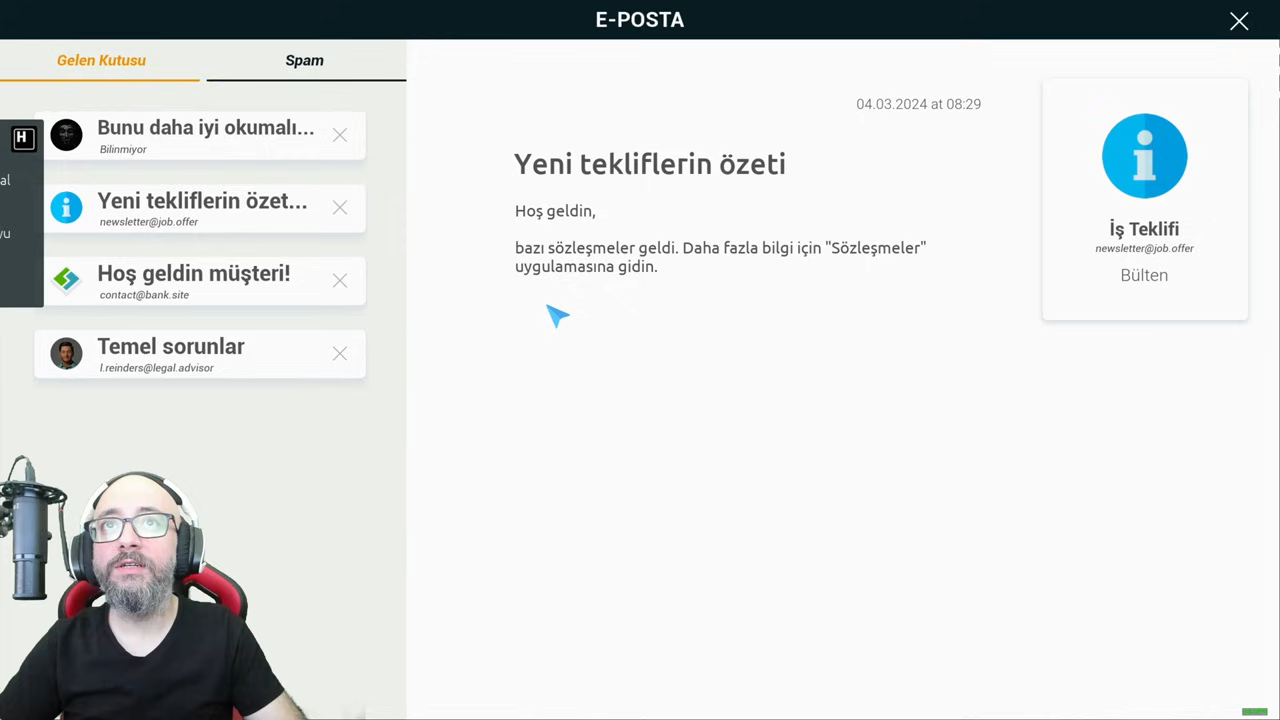 E-POSTA
Gelen Kutusu
Spam
Bunu daha iyi okumalı...
Bilinmiyor
H
al
yu
Yeni tekliflerin özet...
newsletter@job.offer
Hoş geldin müşteri!
contact@bank.site
Temel sorunlar
l.reinders@legal.advisor
04.03.2024 at 08:29
Yeni tekliflerin özeti
Hoş geldin,
bazı sözleşmeler geldi. Daha fazla bilgi için "Sözleşmeler"
uygulamasına gidin.
İş Teklifi
newsletter@job.offer
Bülten